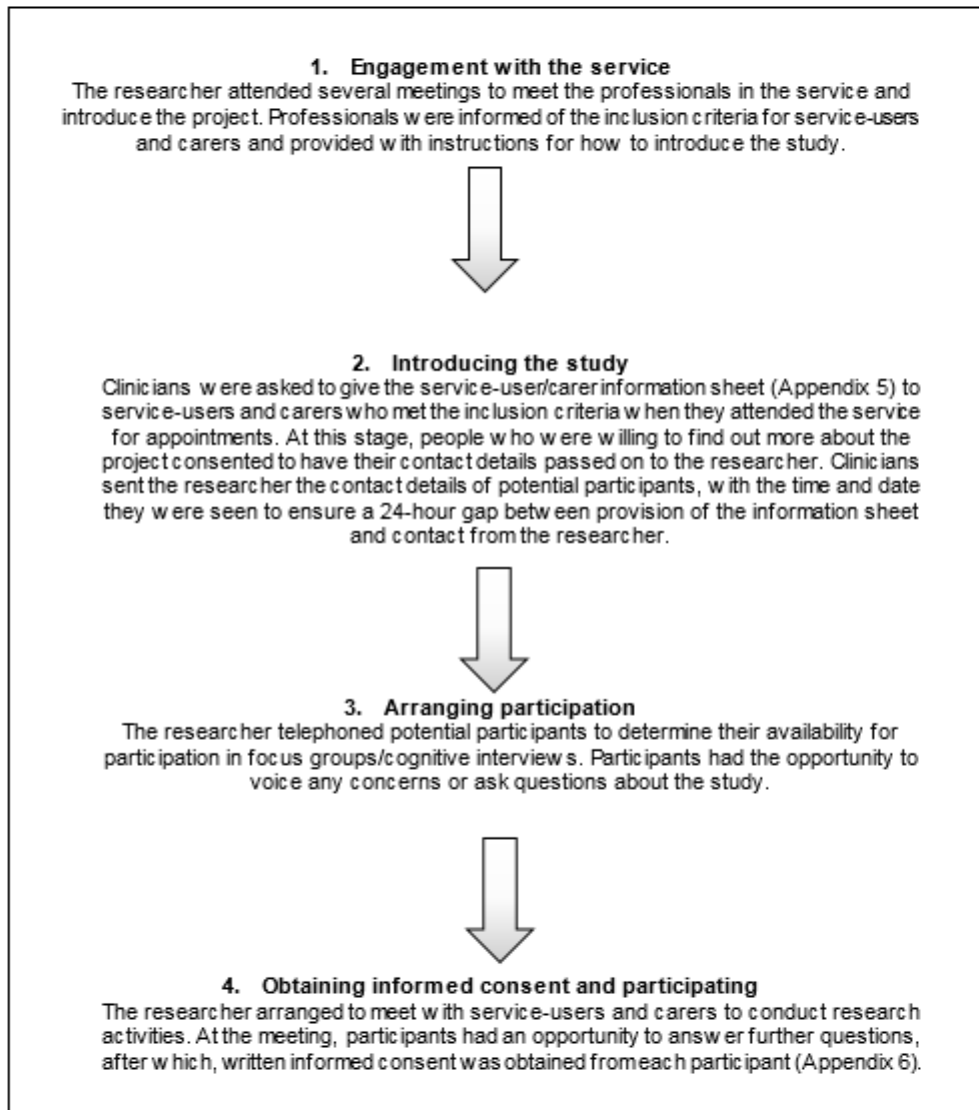 1. Engagement with the service
The researcher attended several meetings to meet the professionals in the service and
introduce the project. Professionals were informed of the inclusion criteria for service-users
and carers and provided with instructions for how to introduce the study.
2. Introducing the study
Clinicians were asked to give the service-user/carer information sheet (Appendix 5) to
service-users and carers who met the inclusion criteria when they attended the service
for appointments. At this stage, people who were willing to find out more about the
project consented to have their contact details passed on to the researcher. Clinicians
sent the researcher the contact details of potential participants, with the time and date
they were seen to ensure a 24-hour gap between provision of the information sheet
and contact from the researcher.
3. Arranging participation
The researcher telephoned potential participants to determine their availability for
participation in focus groups/cognitive interviews. Participants had the opportunity to
voice any concerns or ask questions about the study.
4. Obtaining informed consent and participating
The researcher arranged to meet with service-users and carers to conduct research
activities. At the meeting, participants had an opportunity to answer further questions,
after which, written informed consent was obtained from each participant (Appendix 6).